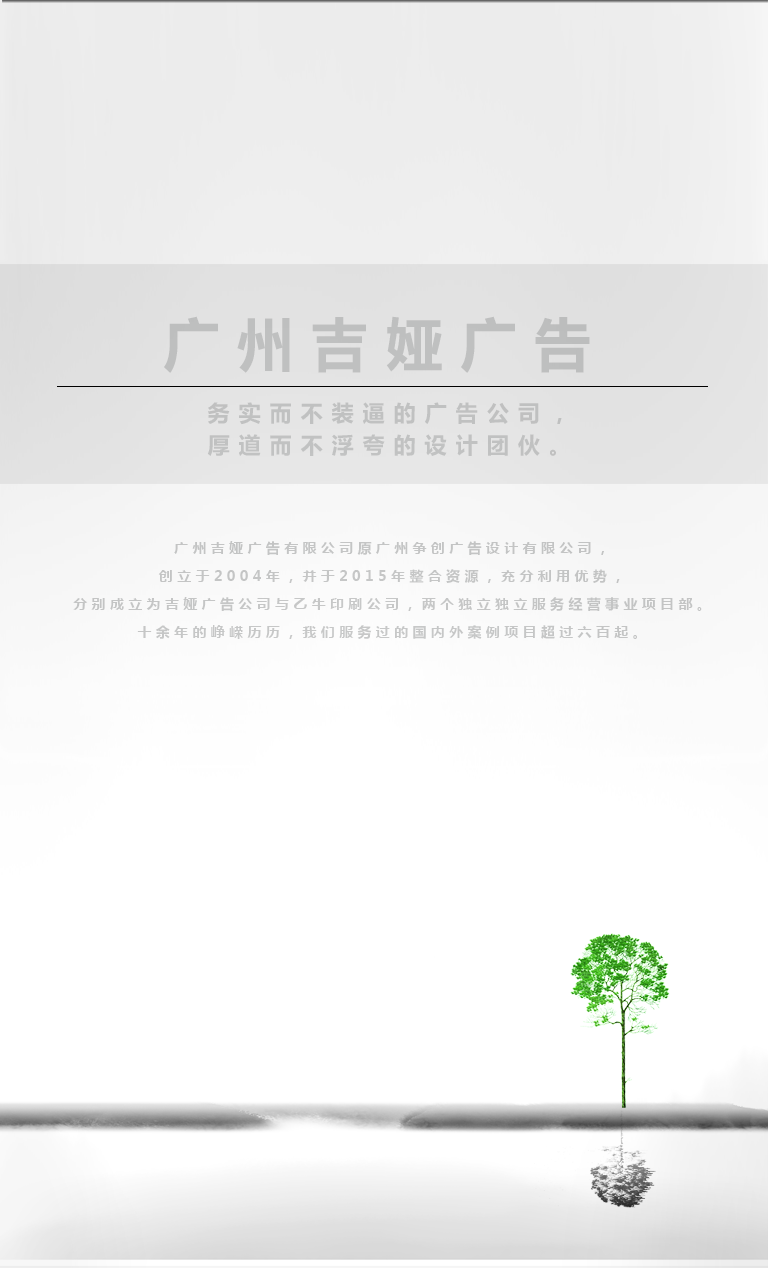 广州吉娅广告
务实而不装逼的广告公司，
厚道而不浮夸的设计团伙。
广州吉娅广告有限公司原广州争创广告设计有限公司，
创立于2004年，并于2015年整合资源，充分利用优势，
分别成立为吉娅广告公司与乙牛印刷公司，两个独立独立服务经营事业项目部。
十余年的峥嵘历历，我们服务过的国内外案例项目超过六百起。